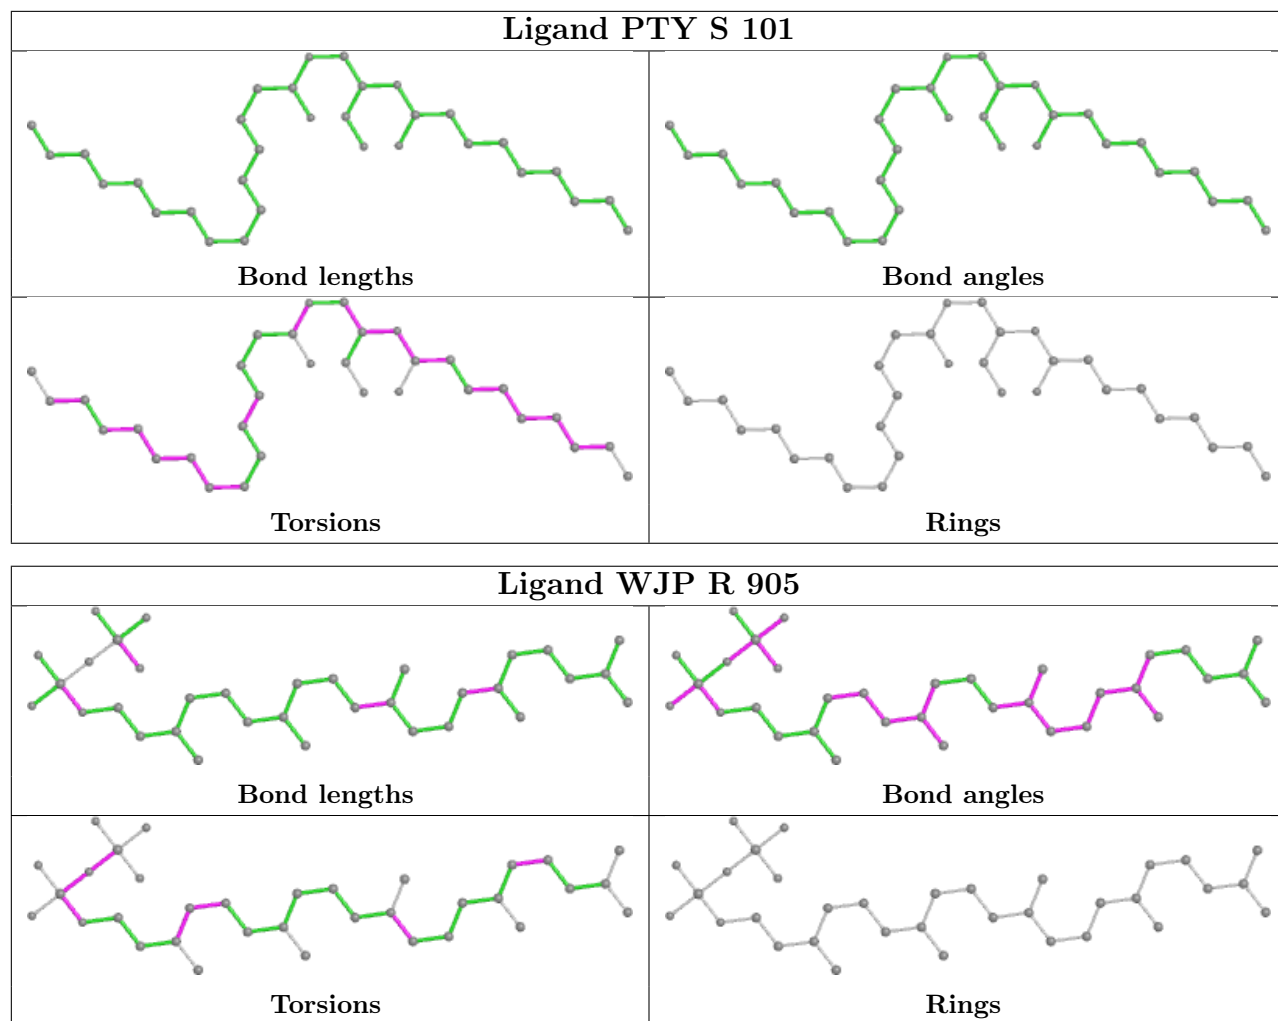 Ligand PTY S 101
Bond lengths
Bond angles
Torsions
Rings
Ligand WJP R 905
Bond lengths
Bond angles
Torsions
Rings